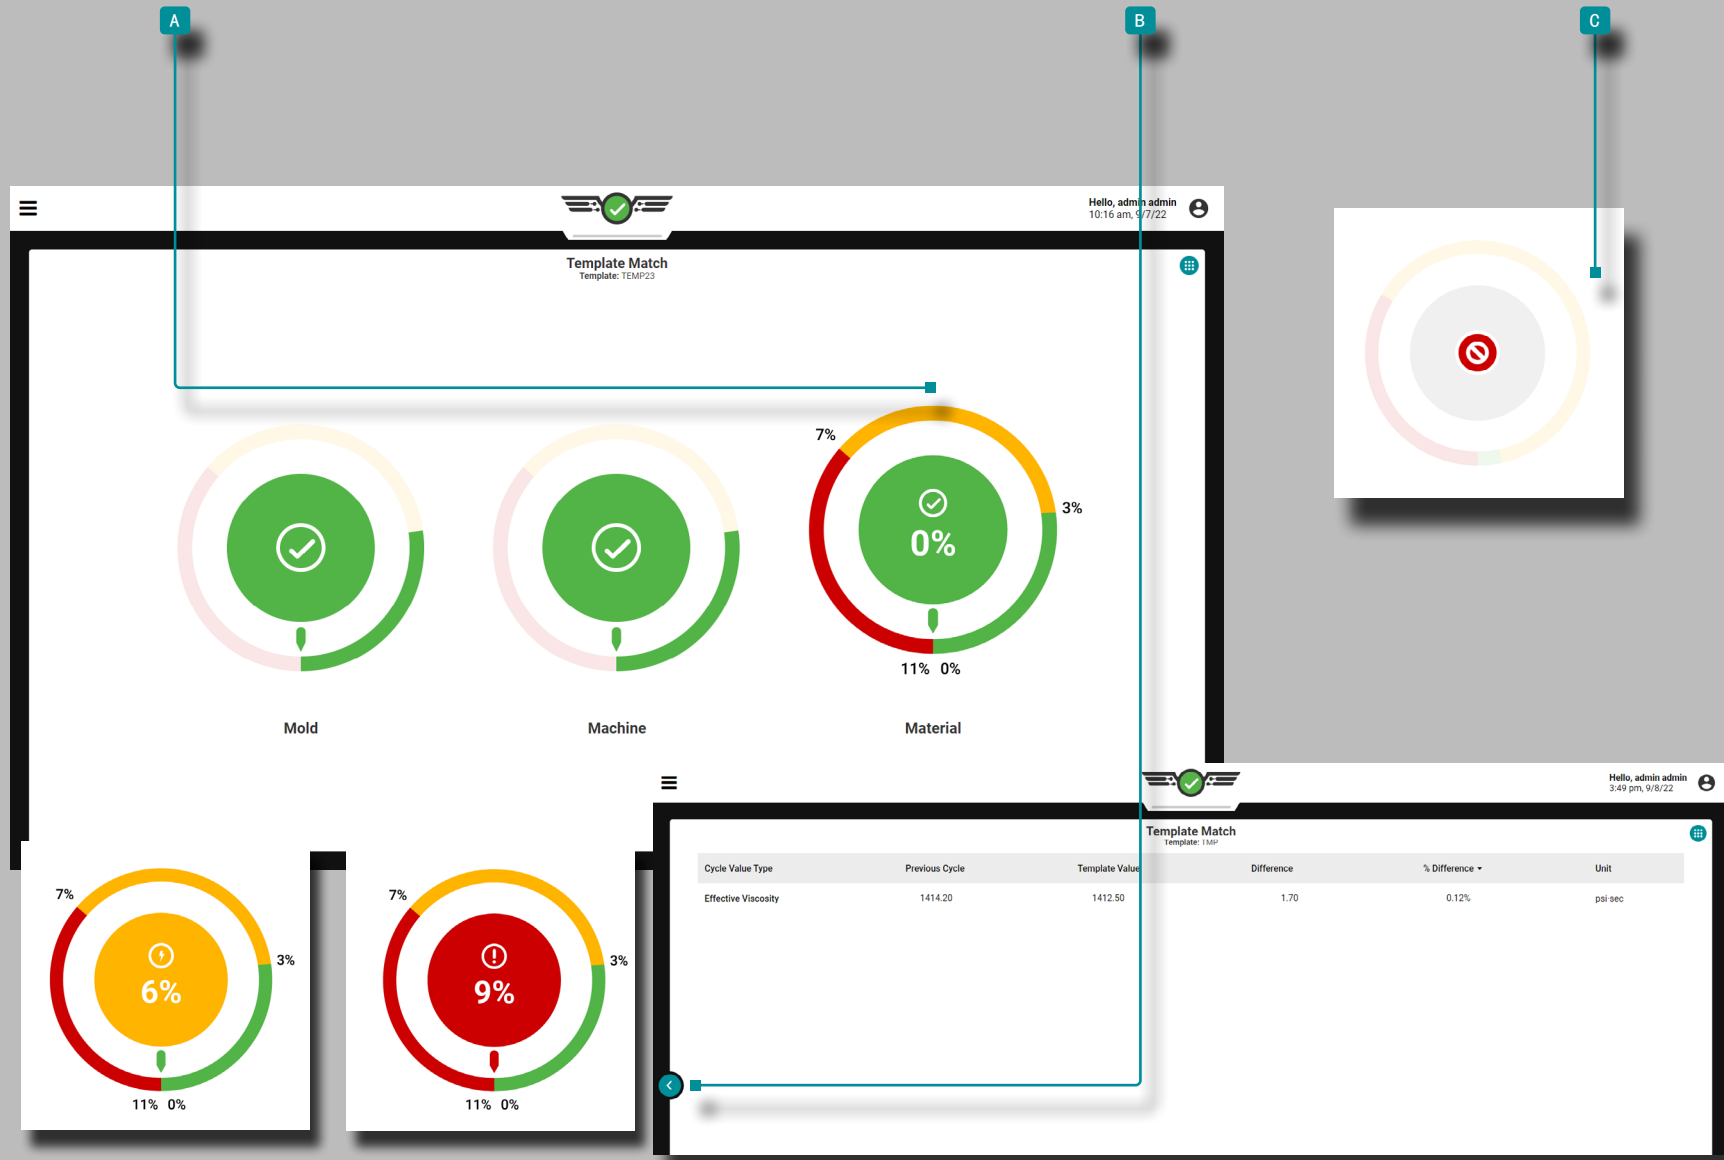 A
B
C
Hello, admin admin
10:16 am, 9/7/22
Template Match
Template: TEMP23
7%
3%
0%
11% 0%
Mold
Machine
Material
Hello, admin admin
3:49 pm, 9/8/22
Template Match
Template: TMP
Cycle Value Type Previous Cycle Template Value Difference % Difference Unit
Effective Viscosity 1414.20 1412.50 1.70 0.12% psi-sec
7%
3%
6%
11% 0%
7%
3%
9%
11% 0%